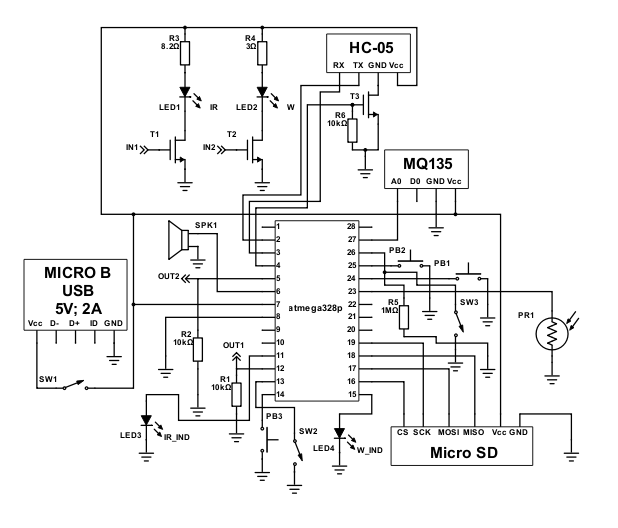 R3
8.2Ω
R4
3Ω
HC-05
RX TX GND Vcc
LED1 IR
LED2 W
T3
R6
10kΩ
IN1 T1
IN2 T2
MQ135
A0 D0 GND Vcc
SPK1
MICRO B
USB
5V; 2A
Vcc D- D+ ID GND
OUT2
atmega328p
1 28
2 27
3 26
4 25
5 24
6 23
7 22
8 21
9 20
10 19
11 18
12 17
13 16
14 15
PB2
PB1
R5
1MΩ
SW3
PR1
R2
10kΩ
OUT1
R1
10kΩ
SW1
LED3 IR_IND
PB3
SW2
LED4 W_IND
CS SCK MOSI MISO Vcc GND
Micro SD